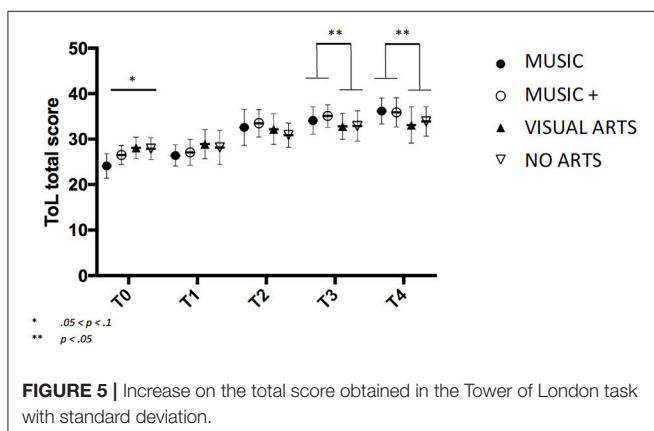 50
40
30
20
10
0
ToL total score
*
**
**
T0 T1 T2 T3 T4
MUSIC
MUSIC +
VISUAL ARTS
NO ARTS
* .05 < p < .1
** p < .05
FIGURE 5 | Increase on the total score obtained in the Tower of London task
with standard deviation.